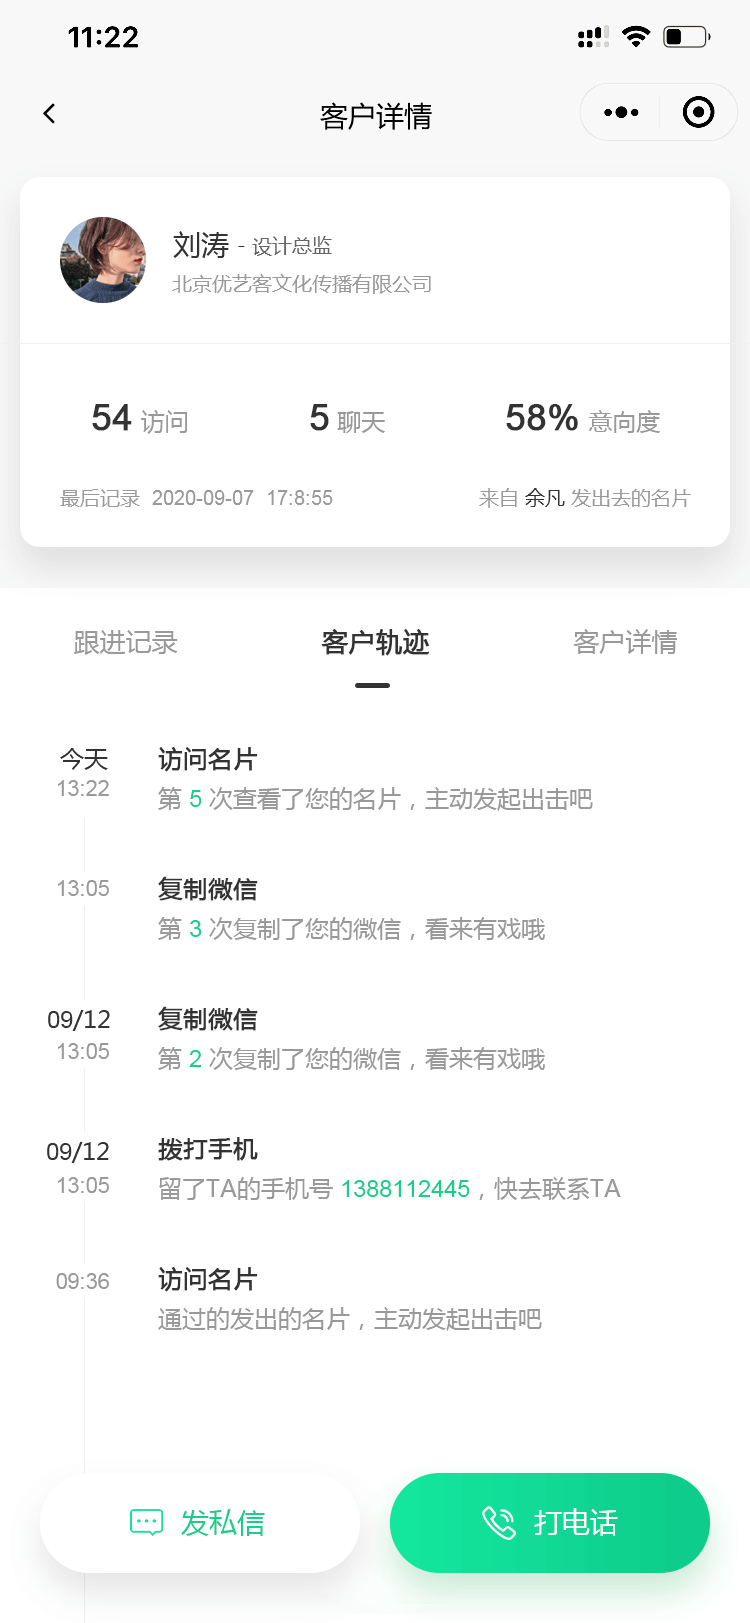 11:22
客户详情
刘涛 - 设计总监
北京优艺客文化传播有限公司
54 访问 5 聊天 58% 意向度
最后记录 2020-09-07 17:8:55 来自 余凡 发出去的名片
跟进记录 客户轨迹 客户详情
今天 访问名片
13:22 第 5 次查看了您的名片，主动发起出击吧
13:05 复制微信
第 3 次复制了您的微信，看来有戏哦
09/12 复制微信
13:05 第 2 次复制了您的微信，看来有戏哦
09/12 拨打手机
13:05 留了TA的手机号 1388112445，快去联系TA
09:36 访问名片
通过的发出的名片，主动发起出击吧
发私信 打电话